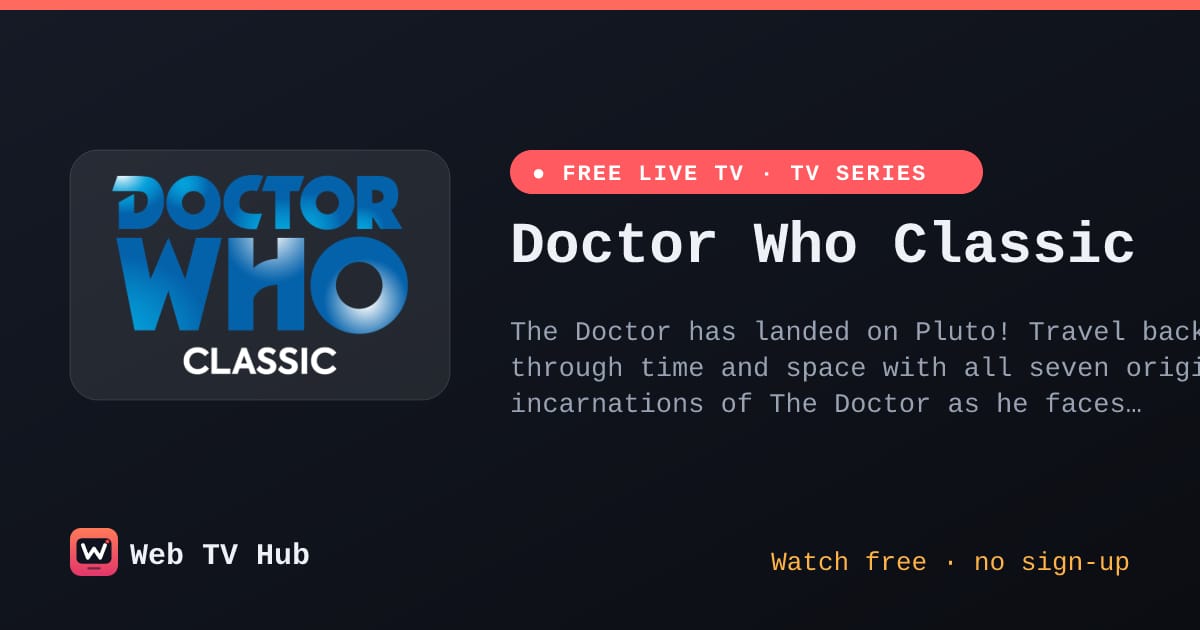 DOCTOR
WHO
CLASSIC
● FREE LIVE TV · TV SERIES
Doctor Who Classic
The Doctor has landed on Pluto! Travel back
through time and space with all seven origi
incarnations of The Doctor as he faces…
Web TV Hub
Watch free · no sign-up